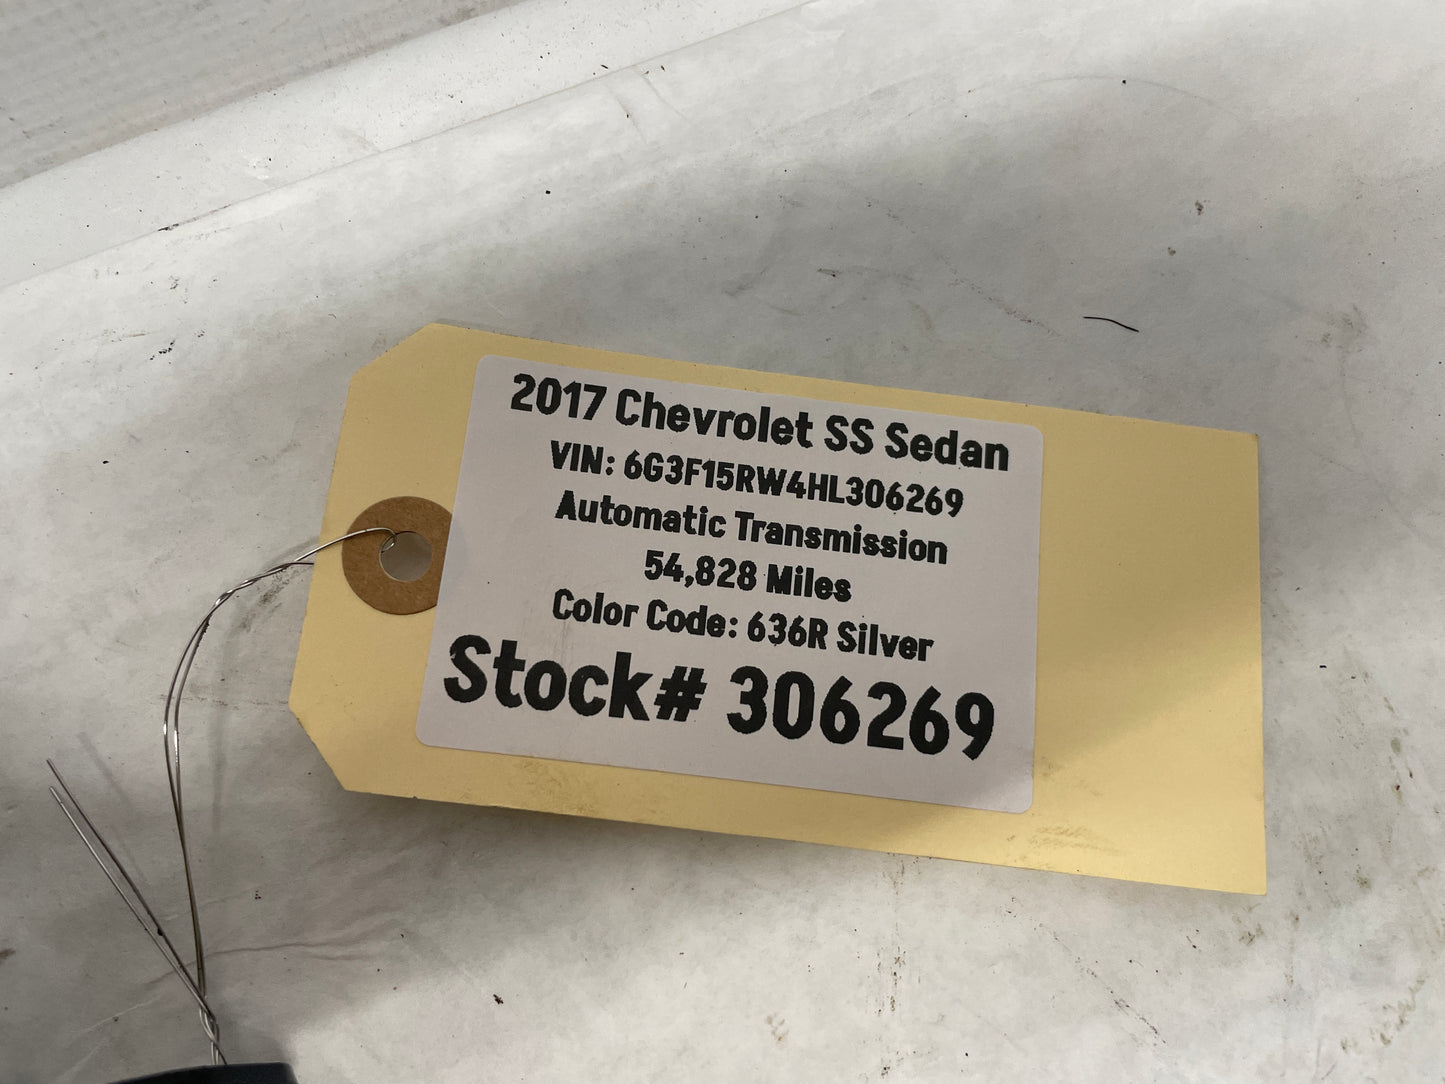 2017 Chevrolet SS Sedan
VIN: 6G3F15RW4HL306269
Automatic Transmission
54,828 Miles
Color Code: 636R Silver
Stock# 306269